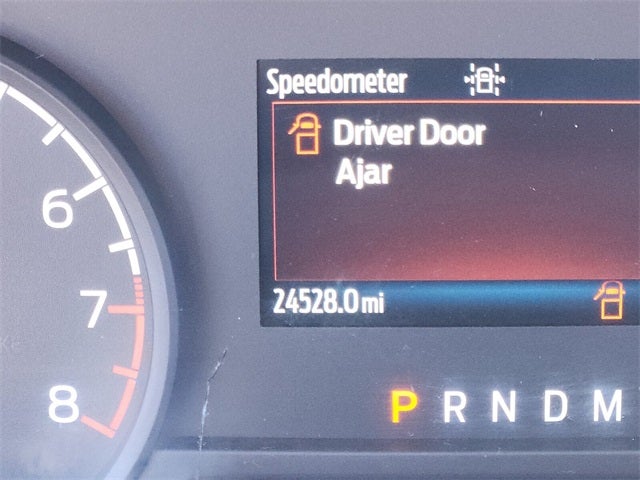 Speedometer
Driver Door
Ajar
24528.0 mi
6
7
8
P R N D M